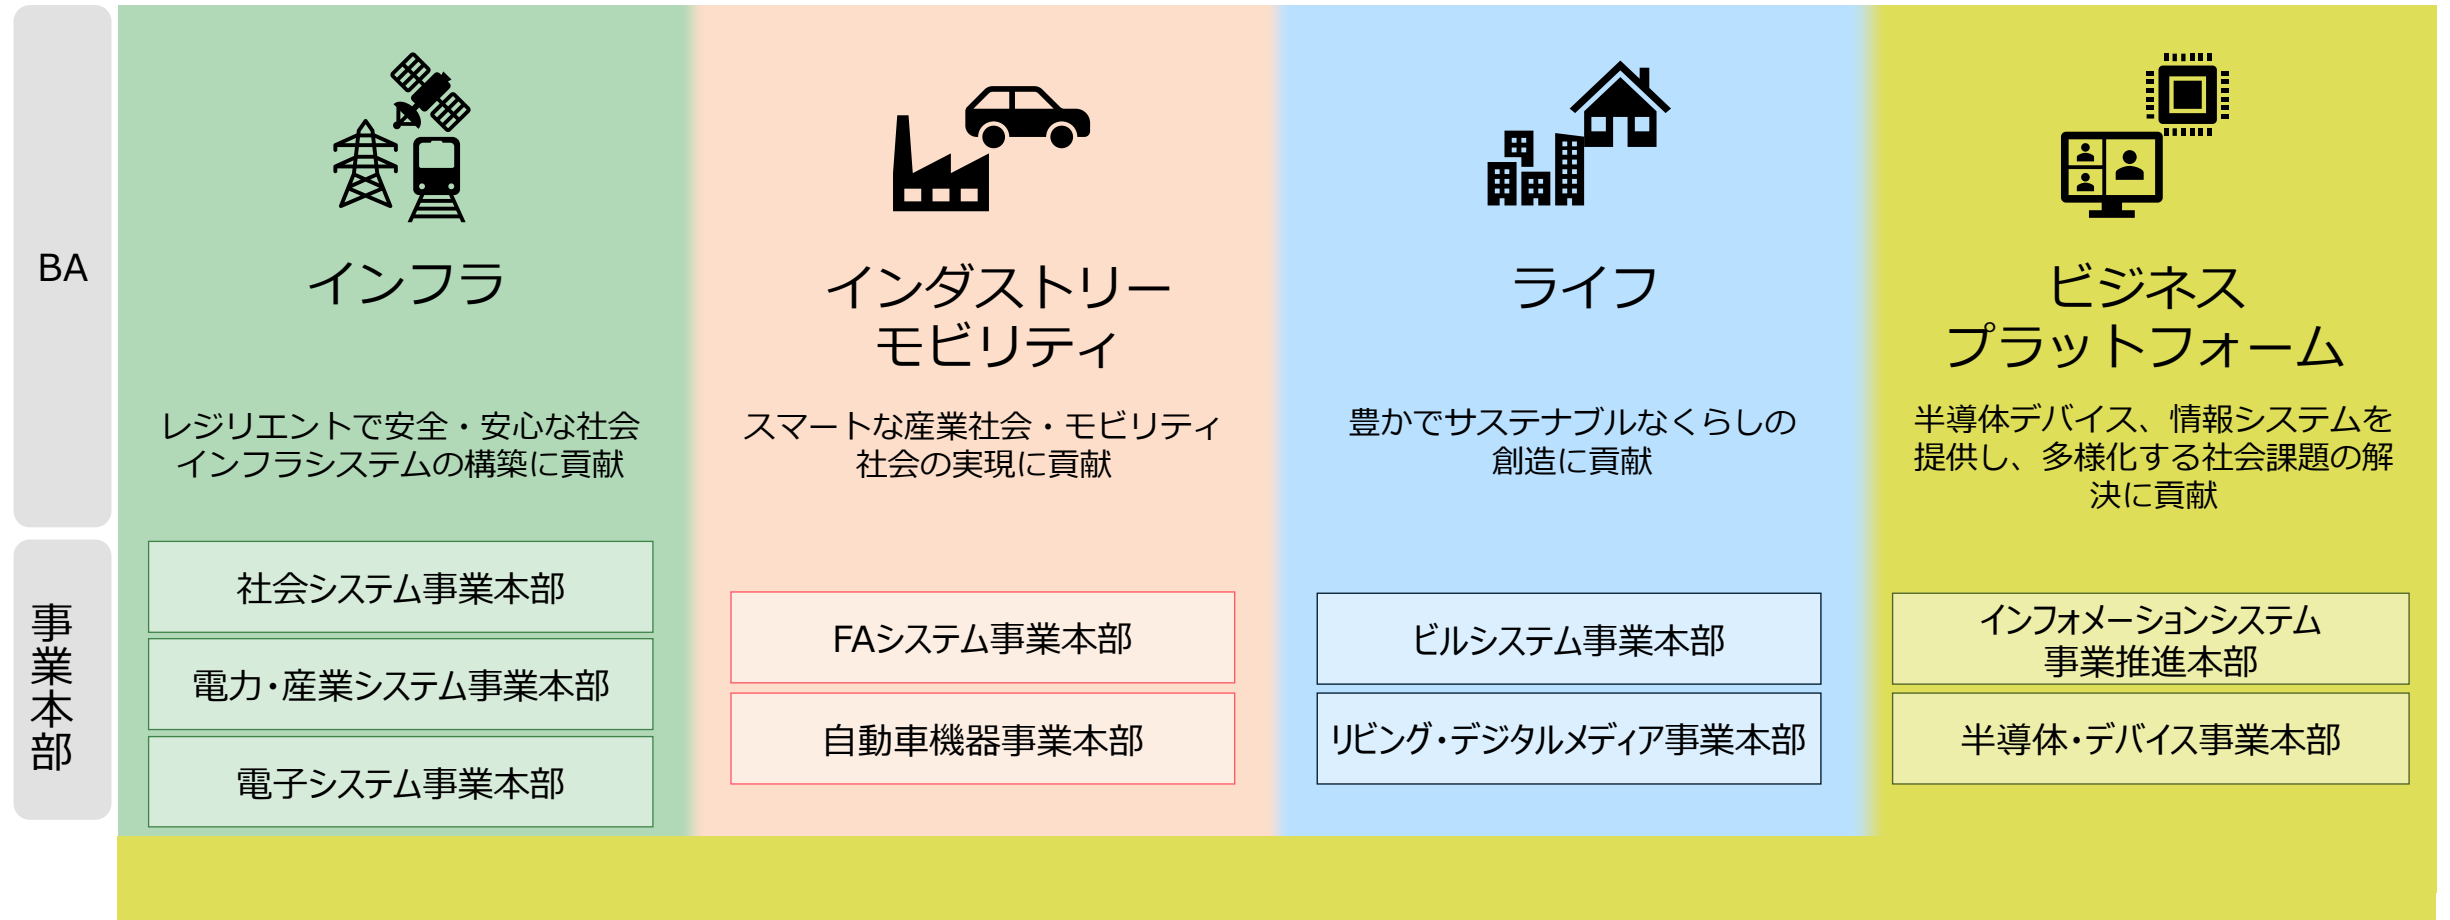 BA
インフラ
レジリエントで安全・安心な社会
インフラシステムの構築に貢献
インダストリー
モビリティ
スマートな産業社会・モビリティ
社会の実現に貢献
ライフ
豊かでサステナブルなくらしの
創造に貢献
ビジネス
プラットフォーム
半導体デバイス、情報システムを
提供し、多様化する社会課題の解
決に貢献
事業本部
社会システム事業本部
電力・産業システム事業本部
電子システム事業本部
FAシステム事業本部
自動車機器事業本部
ビルシステム事業本部
リビング・デジタルメディア事業本部
インフォメーションシステム
事業推進本部
半導体・デバイス事業本部